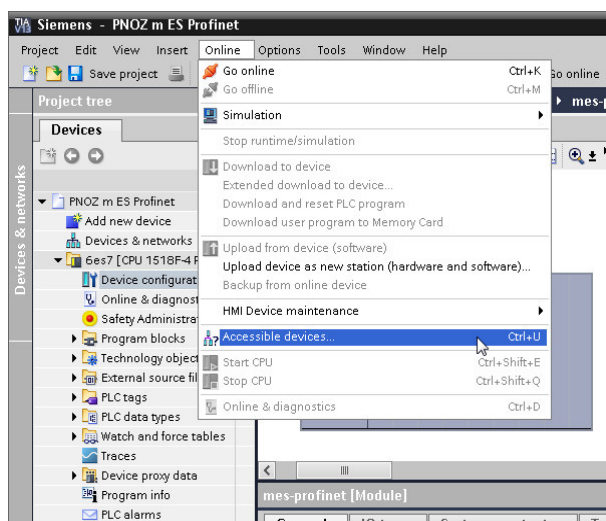 Siemens - PNOZ m ES Profinet
Project Edit View Insert Online Options Tools Window Help
Save project
Go online Ctrl+K
Go offline Ctrl+M
Simulation
Stop runtime/simulation
Download to device
Extended download to device...
Download and reset PLC program
Download user program to Memory Card
Upload from device (software)
Upload device as new station (hardware and software)...
Backup from online device
HMI Device maintenance
Accessible devices... Ctrl+U
Start CPU Ctrl+Shift+E
Stop CPU Ctrl+Shift+Q
Online & diagnostics Ctrl+D
Go online
Project tree
Devices
Devices & networks
PNOZ m ES Profinet
Add new device
Devices & networks
6es7 [CPU 1518F-4 P
Device configurat
Online & diagnost
Safety Administra
Program blocks
Technology object
External source fil
PLC tags
PLC data types
Watch and force tables
Traces
Device proxy data
Program info
PLC alarms
mes-p
mes-profinet [Module]